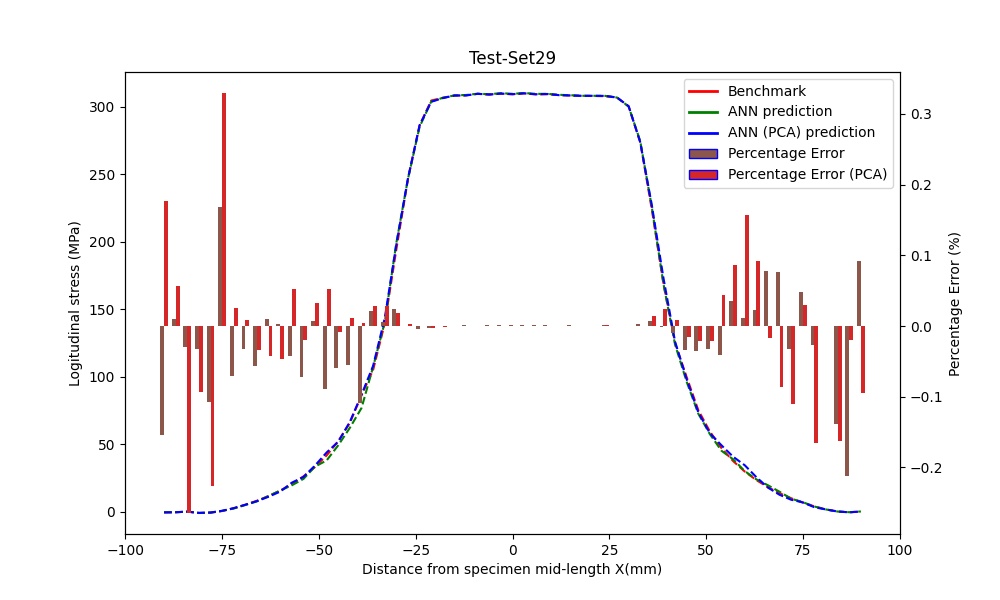 Test-Set29
Benchmark
ANN prediction
ANN (PCA) prediction
Percentage Error
Percentage Error (PCA)
Logitudinal stress (MPa)
300
250
200
150
100
50
0
0.3
0.2
0.1
0.0
−0.1
−0.2
Percentage Error (%)
−100
−75
−50
−25
0
25
50
75
100
Distance from specimen mid-length X(mm)